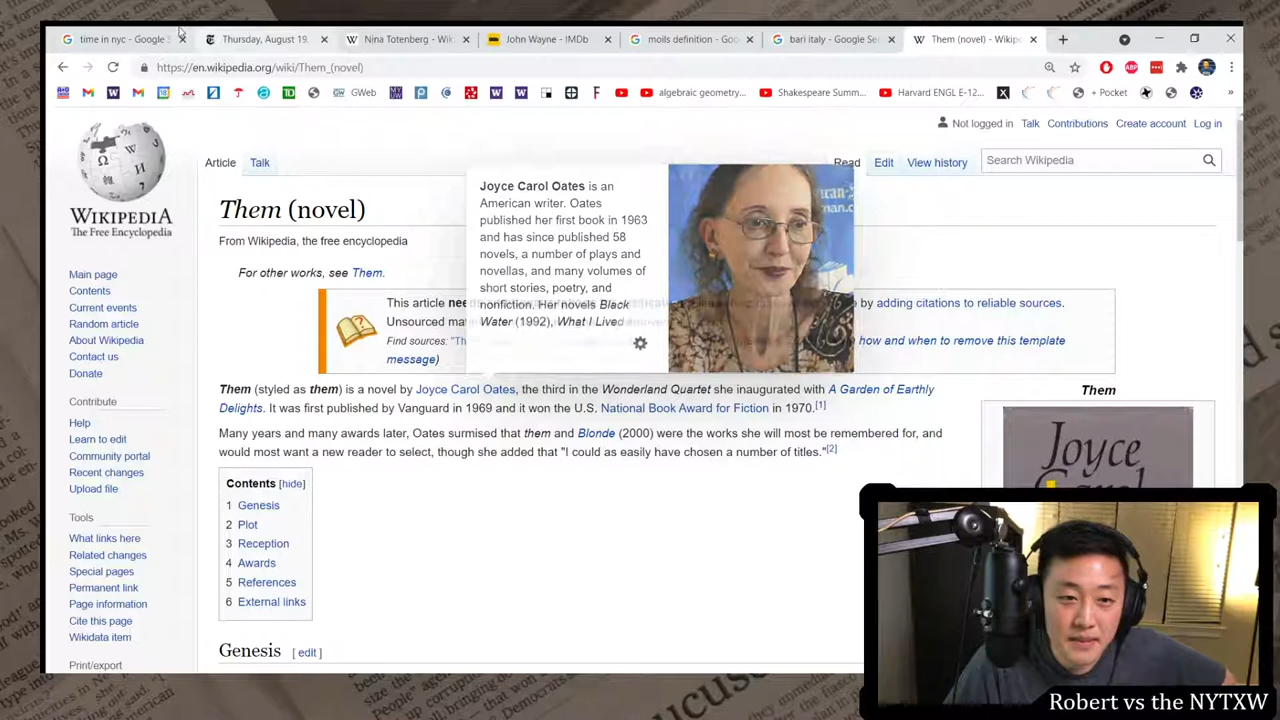 time in nyc - Google S
Thursday, August 19,
Nina Totenberg - Wiki
John Wayne - IMDb
moils definition - Goo
bari italy - Google Sea
Them (novel) - Wikipe
https://en.wikipedia.org/wiki/Them_(novel)
GWeb
algebraic geometry...
Shakespeare Summ...
Harvard ENGL E-12...
+ Pocket
Not logged in Talk Contributions Create account Log in
Article Talk
Read Edit View history
Search Wikipedia
WIKIPEDIA
The Free Encyclopedia
Main page
Contents
Current events
Random article
About Wikipedia
Contact us
Donate
Contribute
Help
Learn to edit
Community portal
Recent changes
Upload file
Tools
What links here
Related changes
Special pages
Permanent link
Page information
Cite this page
Wikidata item
Print/export
Them (novel)
From Wikipedia, the free encyclopedia
For other works, see Them.
Joyce Carol Oates is an
American writer. Oates
published her first book in 1963
and has since published 58
novels, a number of plays and
novellas, and many volumes of
short stories, poetry, and
nonfiction. Her novels Black
Water (1992), What I Lived
This article
by adding citations to reliable sources.
Unsourced
Find sources:
how and when to remove this template
message)
Them (styled as them) is a novel by Joyce Carol Oates, the third in the Wonderland Quartet she inaugurated with A Garden of Earthly
Delights. It was first published by Vanguard in 1969 and it won the U.S. National Book Award for Fiction in 1970.[1]
Many years and many awards later, Oates surmised that them and Blonde (2000) were the works she will most be remembered for, and
would most want a new reader to select, though she added that "I could as easily have chosen a number of titles."[2]
Contents [hide]
1 Genesis
2 Plot
3 Reception
4 Awards
5 References
6 External links
Genesis [ edit ]
Them
Joyce
Carol
Robert vs the NYTXW